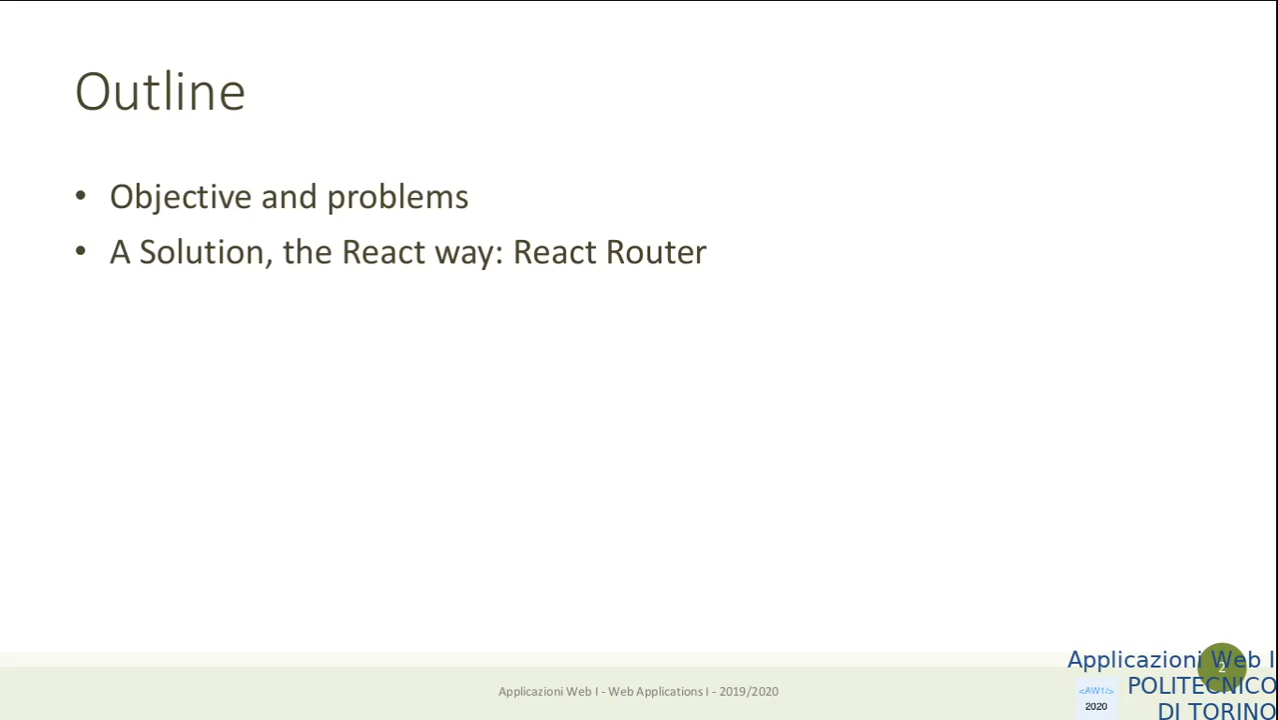 Outline
• Objective and problems
• A Solution, the React way: React Router
Applicazioni Web I - Web Applications I - 2019/2020
2
Applicazioni Web I
POLITECNICO
DI TORINO
<AW1/>
2020